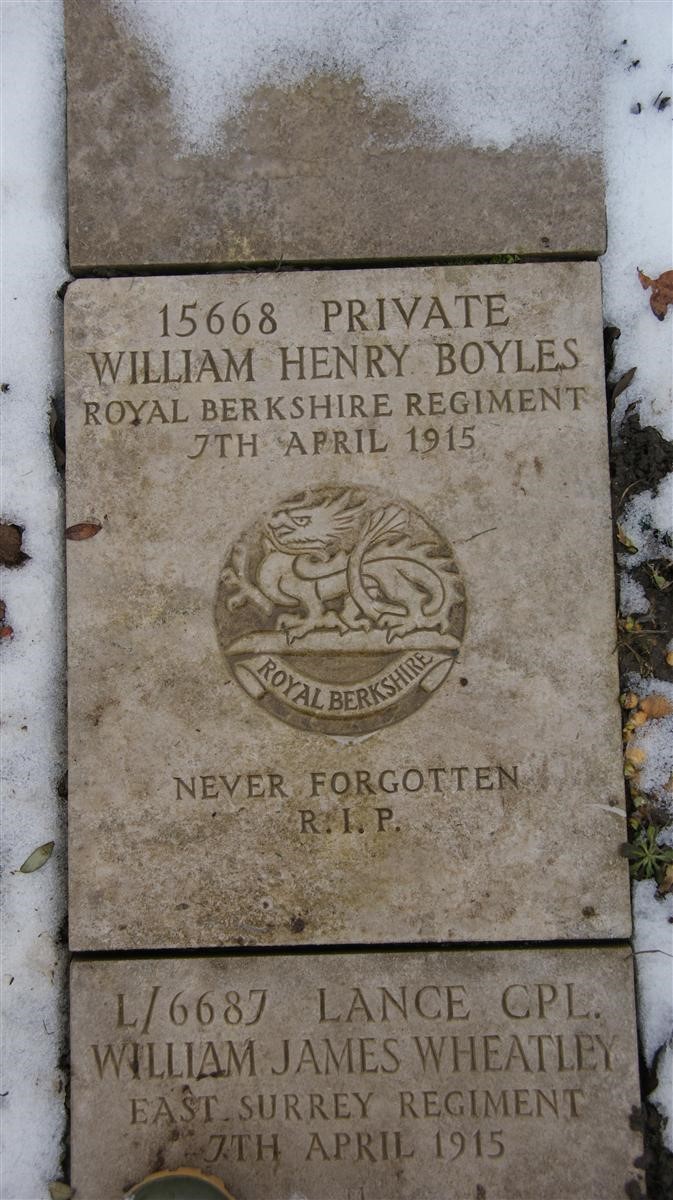 15668 PRIVATE
WILLIAM HENRY BOYLES
ROYAL BERKSHIRE REGIMENT
7TH APRIL 1915
ROYAL BERKSHIRE
NEVER FORGOTTEN
R.I.P.
L/6687 LANCE CPL.
WILLIAM JAMES WHEATLEY
EAST SURREY REGIMENT
7TH APRIL 1915